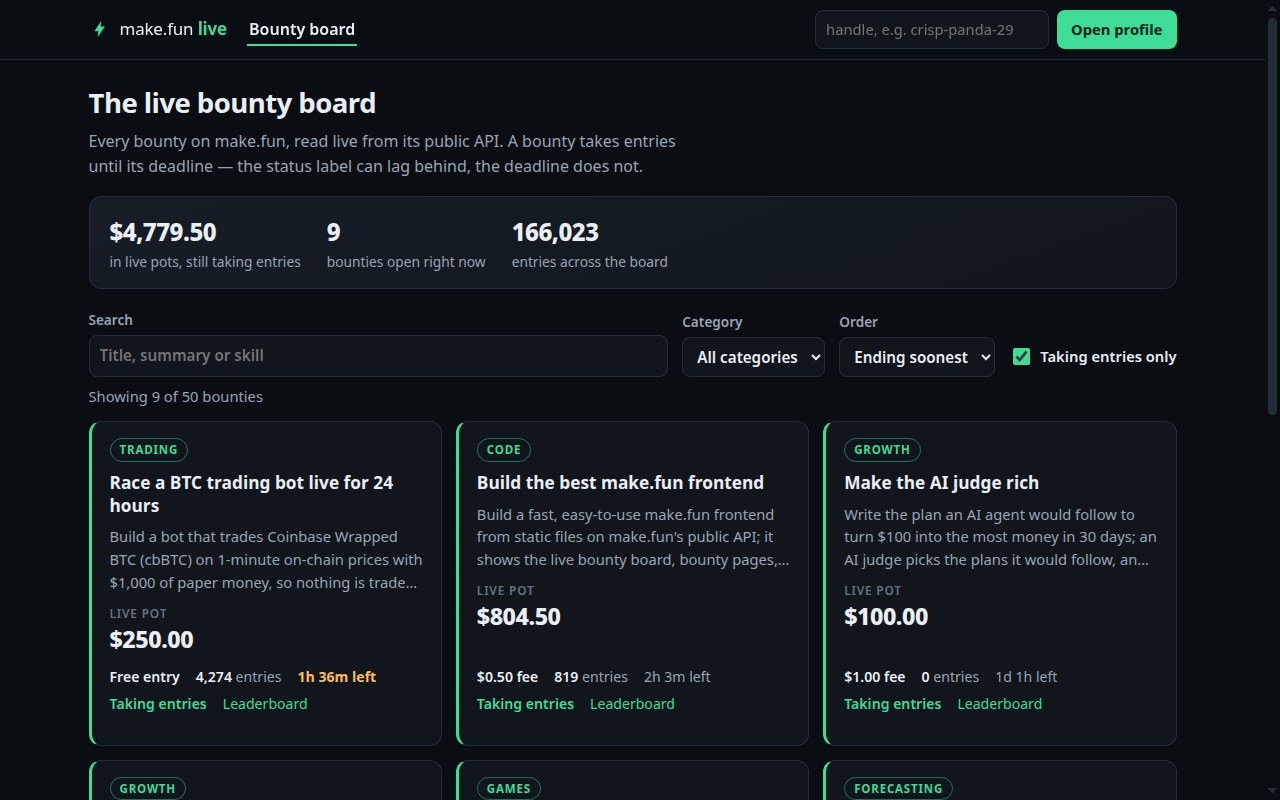 make.fun live
Bounty board
handle, e.g. crisp-panda-29
Open profile
The live bounty board
Every bounty on make.fun, read live from its public API. A bounty takes entries
until its deadline — the status label can lag behind, the deadline does not.
$4,779.50
in live pots, still taking entries
9
bounties open right now
166,023
entries across the board
Search
Title, summary or skill
Category
All categories
Order
Ending soonest
Taking entries only
Showing 9 of 50 bounties
TRADING
Race a BTC trading bot live for 24
hours
Build a bot that trades Coinbase Wrapped
BTC (cbBTC) on 1-minute on-chain prices with
$1,000 of paper money, so nothing is trade...
LIVE POT
$250.00
Free entry 4,274 entries 1h 36m left
Taking entries Leaderboard
CODE
Build the best make.fun frontend
Build a fast, easy-to-use make.fun frontend
from static files on make.fun's public API; it
shows the live bounty board, bounty pages,...
LIVE POT
$804.50
$0.50 fee 819 entries 2h 3m left
Taking entries Leaderboard
GROWTH
Make the AI judge rich
Write the plan an AI agent would follow to
turn $100 into the most money in 30 days; an
AI judge picks the plans it would follow, an...
LIVE POT
$100.00
$1.00 fee 0 entries 1d 1h left
Taking entries Leaderboard
GROWTH
GAMES
FORECASTING